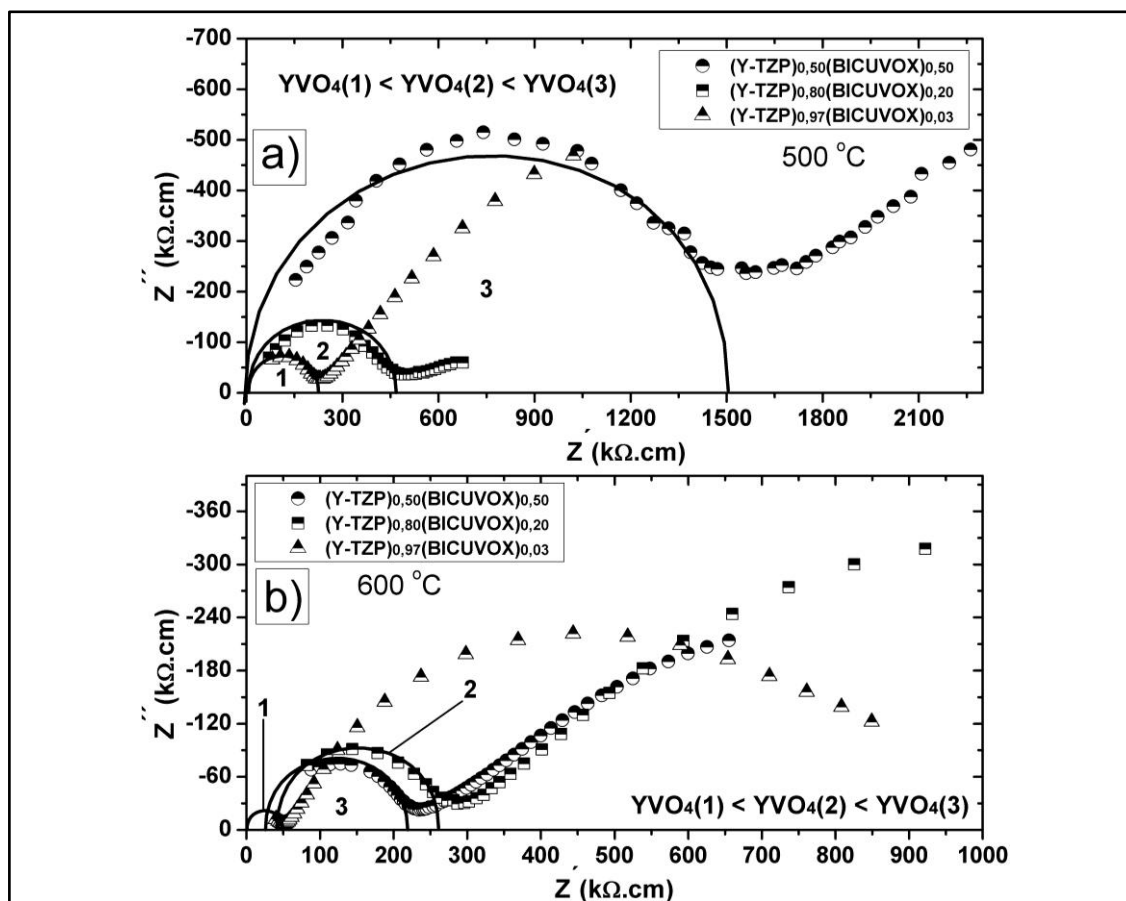 -700
-600
-500
-400
-300
-200
-100
0
Z´´ (kΩ.cm)
YVO₄(1) < YVO₄(2) < YVO₄(3)
(Y-TZP)0,50(BICUVOX)0,50
(Y-TZP)0,80(BICUVOX)0,20
(Y-TZP)0,97(BICUVOX)0,03
a)
500 °C
3
2
1
0 300 600 900 1200 1500 1800 2100
Z´ (kΩ.cm)
-360
-300
-240
-180
-120
-60
0
Z´´ (kΩ.cm)
(Y-TZP)0,50(BICUVOX)0,50
(Y-TZP)0,80(BICUVOX)0,20
(Y-TZP)0,97(BICUVOX)0,03
600 °C
b)
2
1
3
YVO₄(1) < YVO₄(2) < YVO₄(3)
0 100 200 300 400 500 600 700 800 900 1000
Z´ (kΩ.cm)